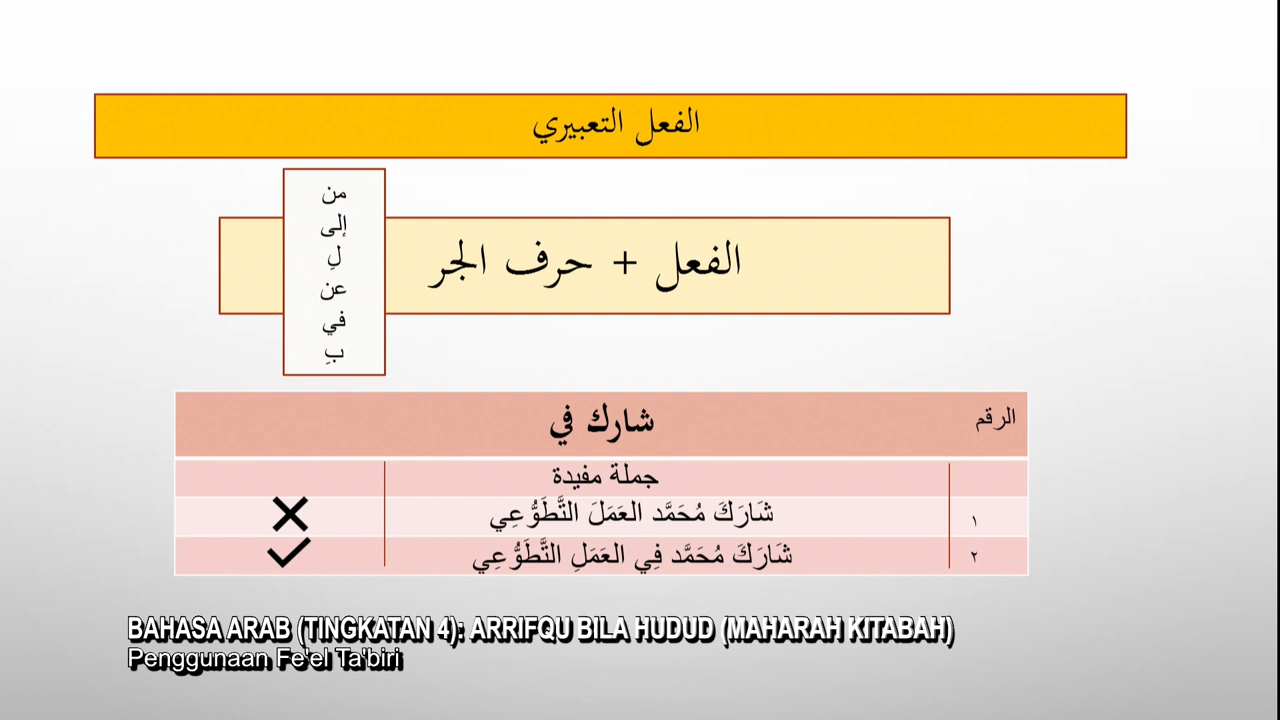 الفعل التعبيري
الفعل + حرف الجر
من
إلى
لِ
عن
في
بِ
الرقم شارك في
جملة مفيدة
١ شَارَكَ مُحَمَّد العَمَلَ التَّطَوُّعِي
٢ شَارَكَ مُحَمَّد فِي العَمَلِ التَّطَوُّعِي
BAHASA ARAB (TINGKATAN 4): ARRIFQU BILA HUDUD (MAHARAH KITABAH)
Penggunaan Fe'el Ta'biri